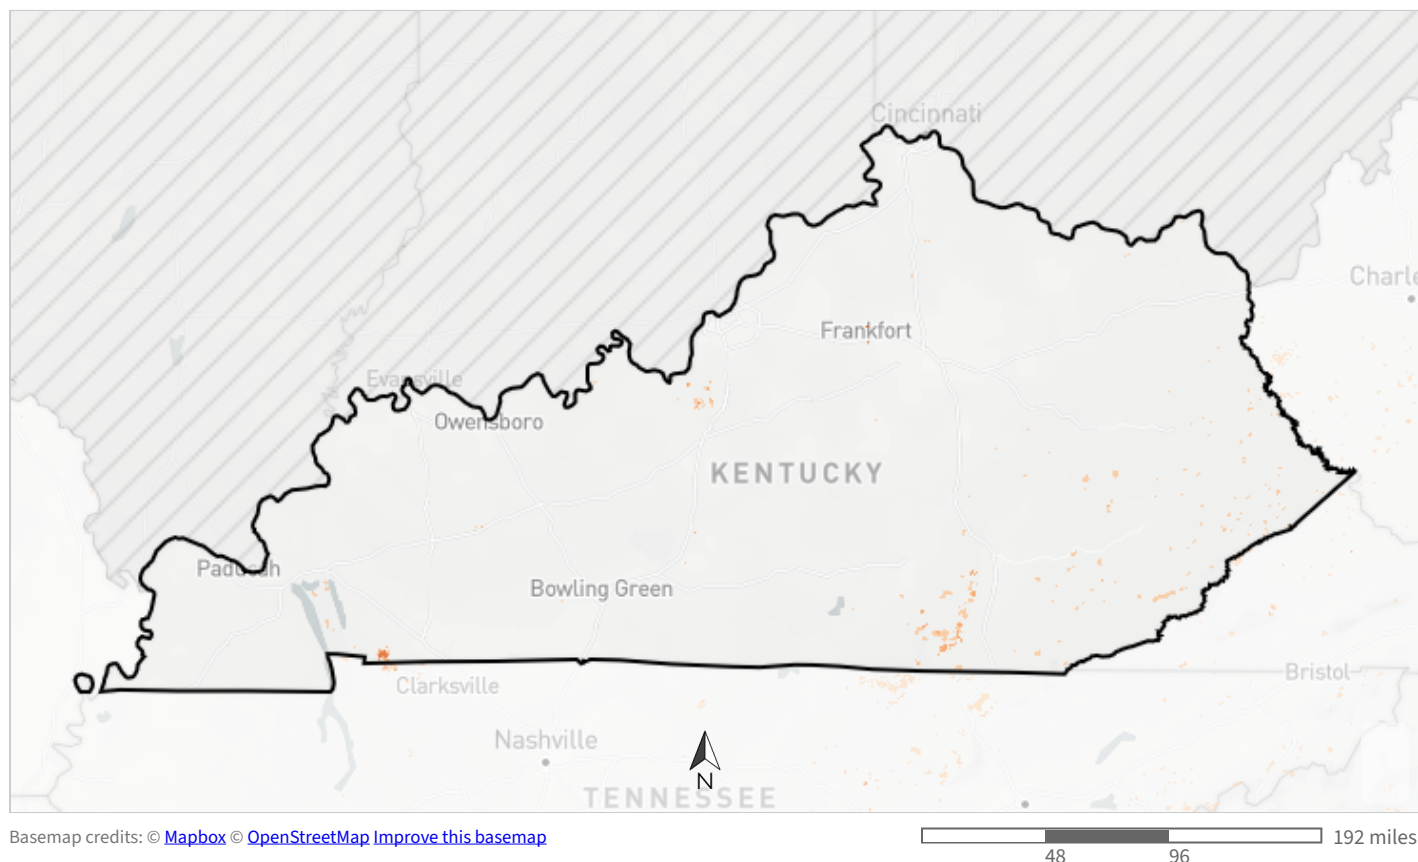 Cincinnati
Charle
Frankfort
Evansville
Owensboro
KENTUCKY
Paducah
Bowling Green
Clarksville
Bristol
Nashville
N
TENNESSEE
Basemap credits: © Mapbox © OpenStreetMap Improve this basemap
192 miles
48 96